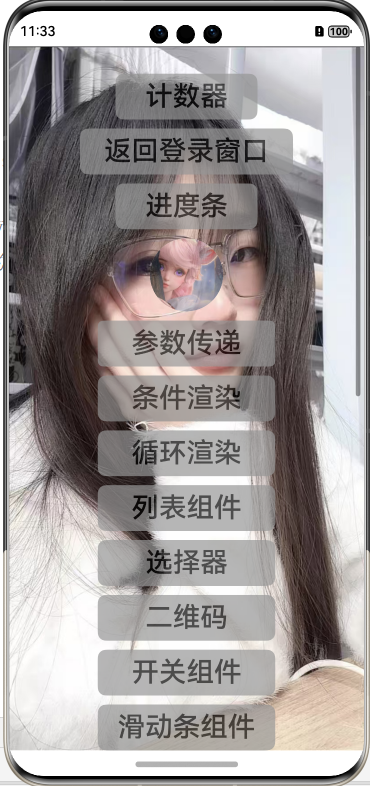 11:33
100
计数器
返回登录窗口
进度条
参数传递
条件渲染
循环渲染
列表组件
选择器
二维码
开关组件
滑动条组件